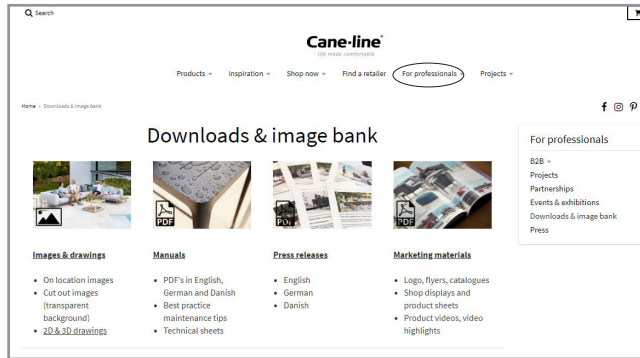 Search
Cane-line®
life made comfortable
Products Inspiration Shop now Find a retailer For professionals Projects
Home › Downloads & image bank
Downloads & image bank
For professionals
B2B
Projects
Partnerships
Events & exhibitions
Downloads & image bank
Press
PDF
PDF
PDF
Images & drawings
• On location images
• Cut out images
(transparent
background)
• 2D & 3D drawings
Manuals
• PDF's in English,
German and Danish
• Best practice
maintenance tips
• Technical sheets
Press releases
• English
• German
• Danish
Marketing materials
• Logo, flyers, catalogues
• Shop displays and
product sheets
• Product videos, video
highlights